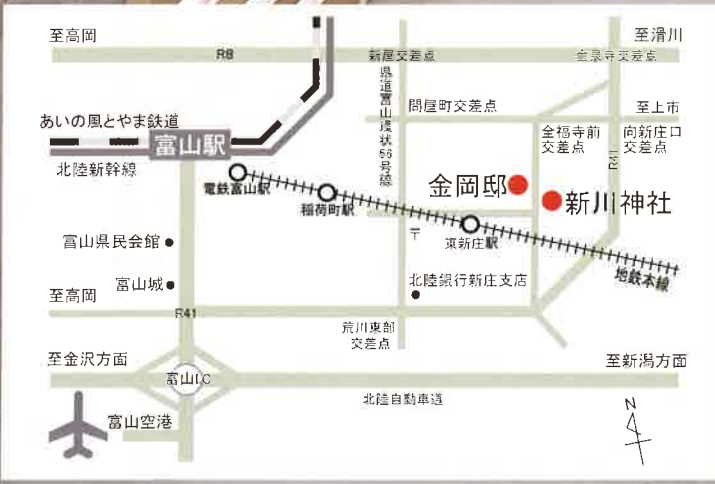 至高岡
至滑川
R8
新屋交差点
金泉寺交差点
県道富山環状56号線
問屋町交差点
至上市
あいの風とやま鉄道
富山駅
金福寺前
交差点
向新庄口
交差点
R41
北陸新幹線
電鉄富山駅
稲荷町駅
金岡邸
新川神社
富山県民会館
〒
東新庄駅
地鉄本線
富山城
北陸銀行新庄支店
至高岡
R41
荒川東部
交差点
至金沢方面
至新潟方面
富山I.C
北陸自動車道
富山空港
N